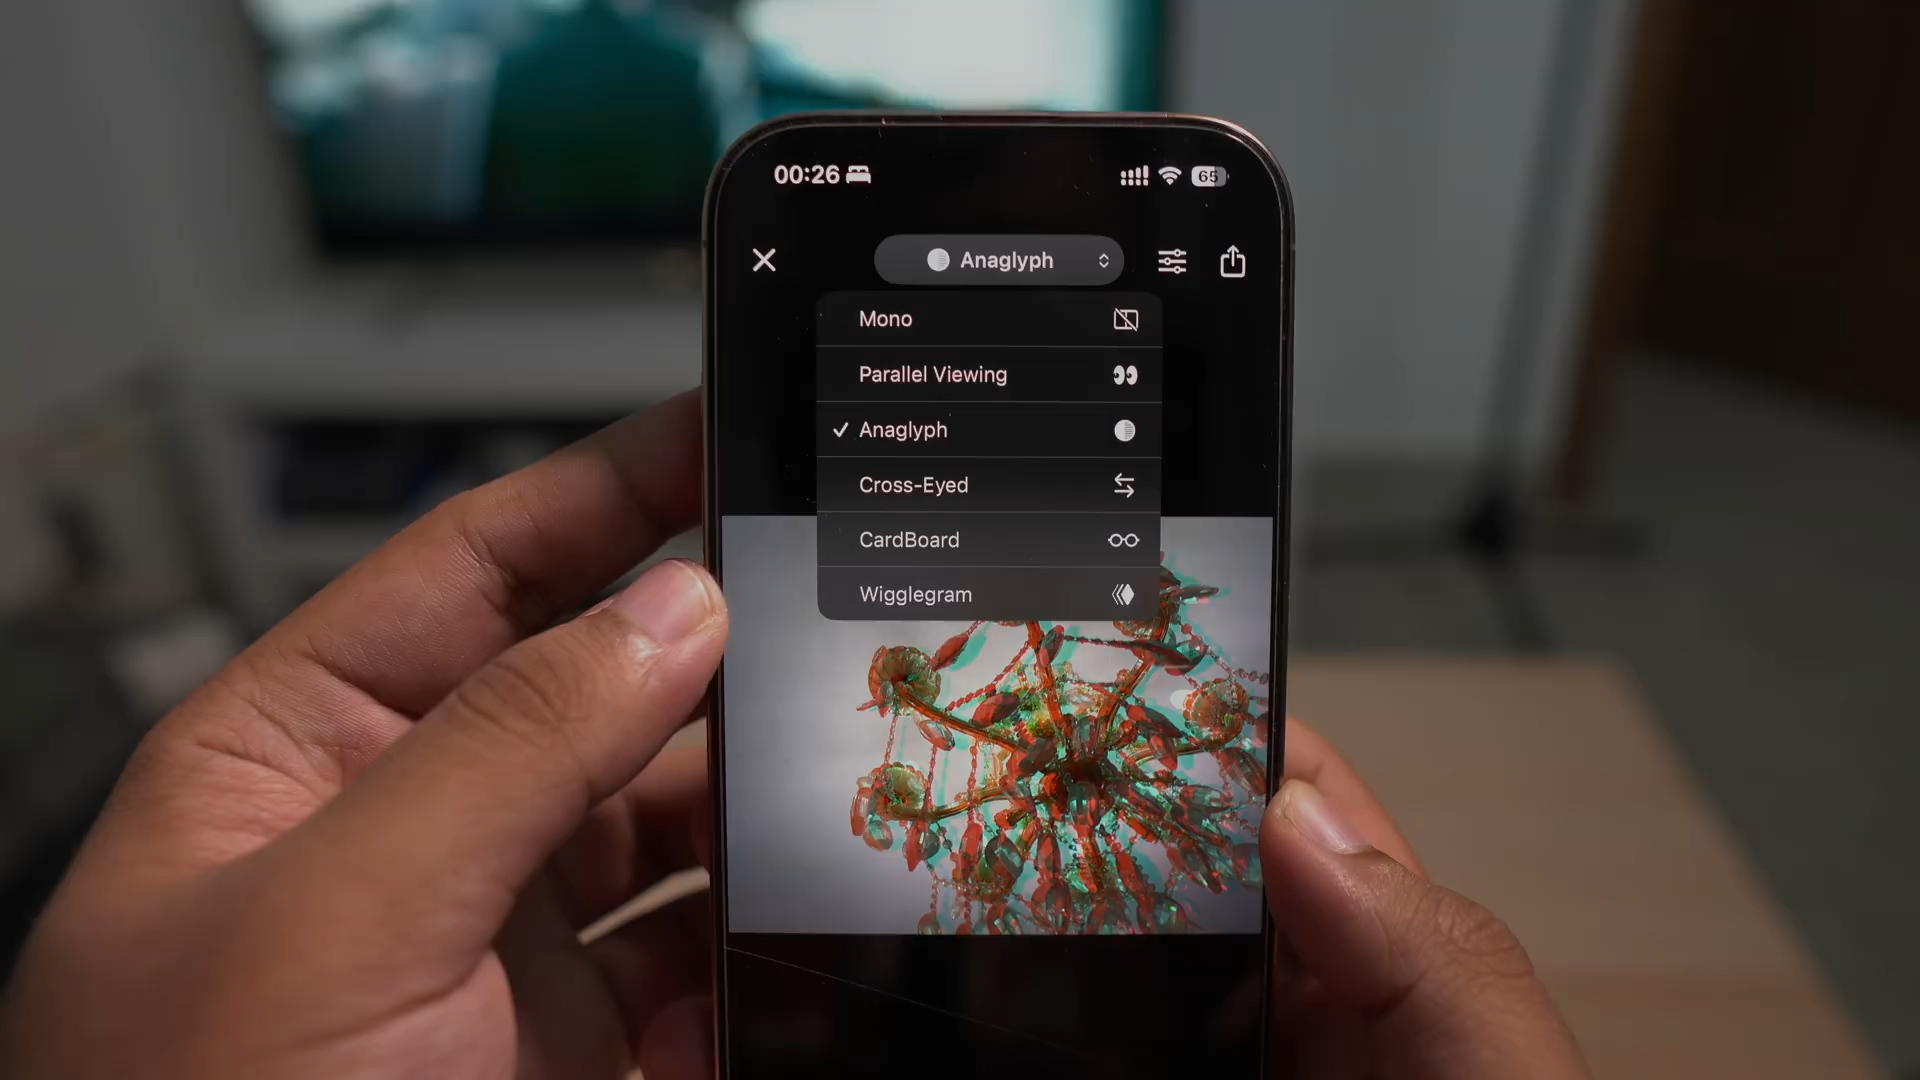 00:26
65
Anaglyph
Mono
Parallel Viewing
Anaglyph
Cross-Eyed
CardBoard
Wigglegram